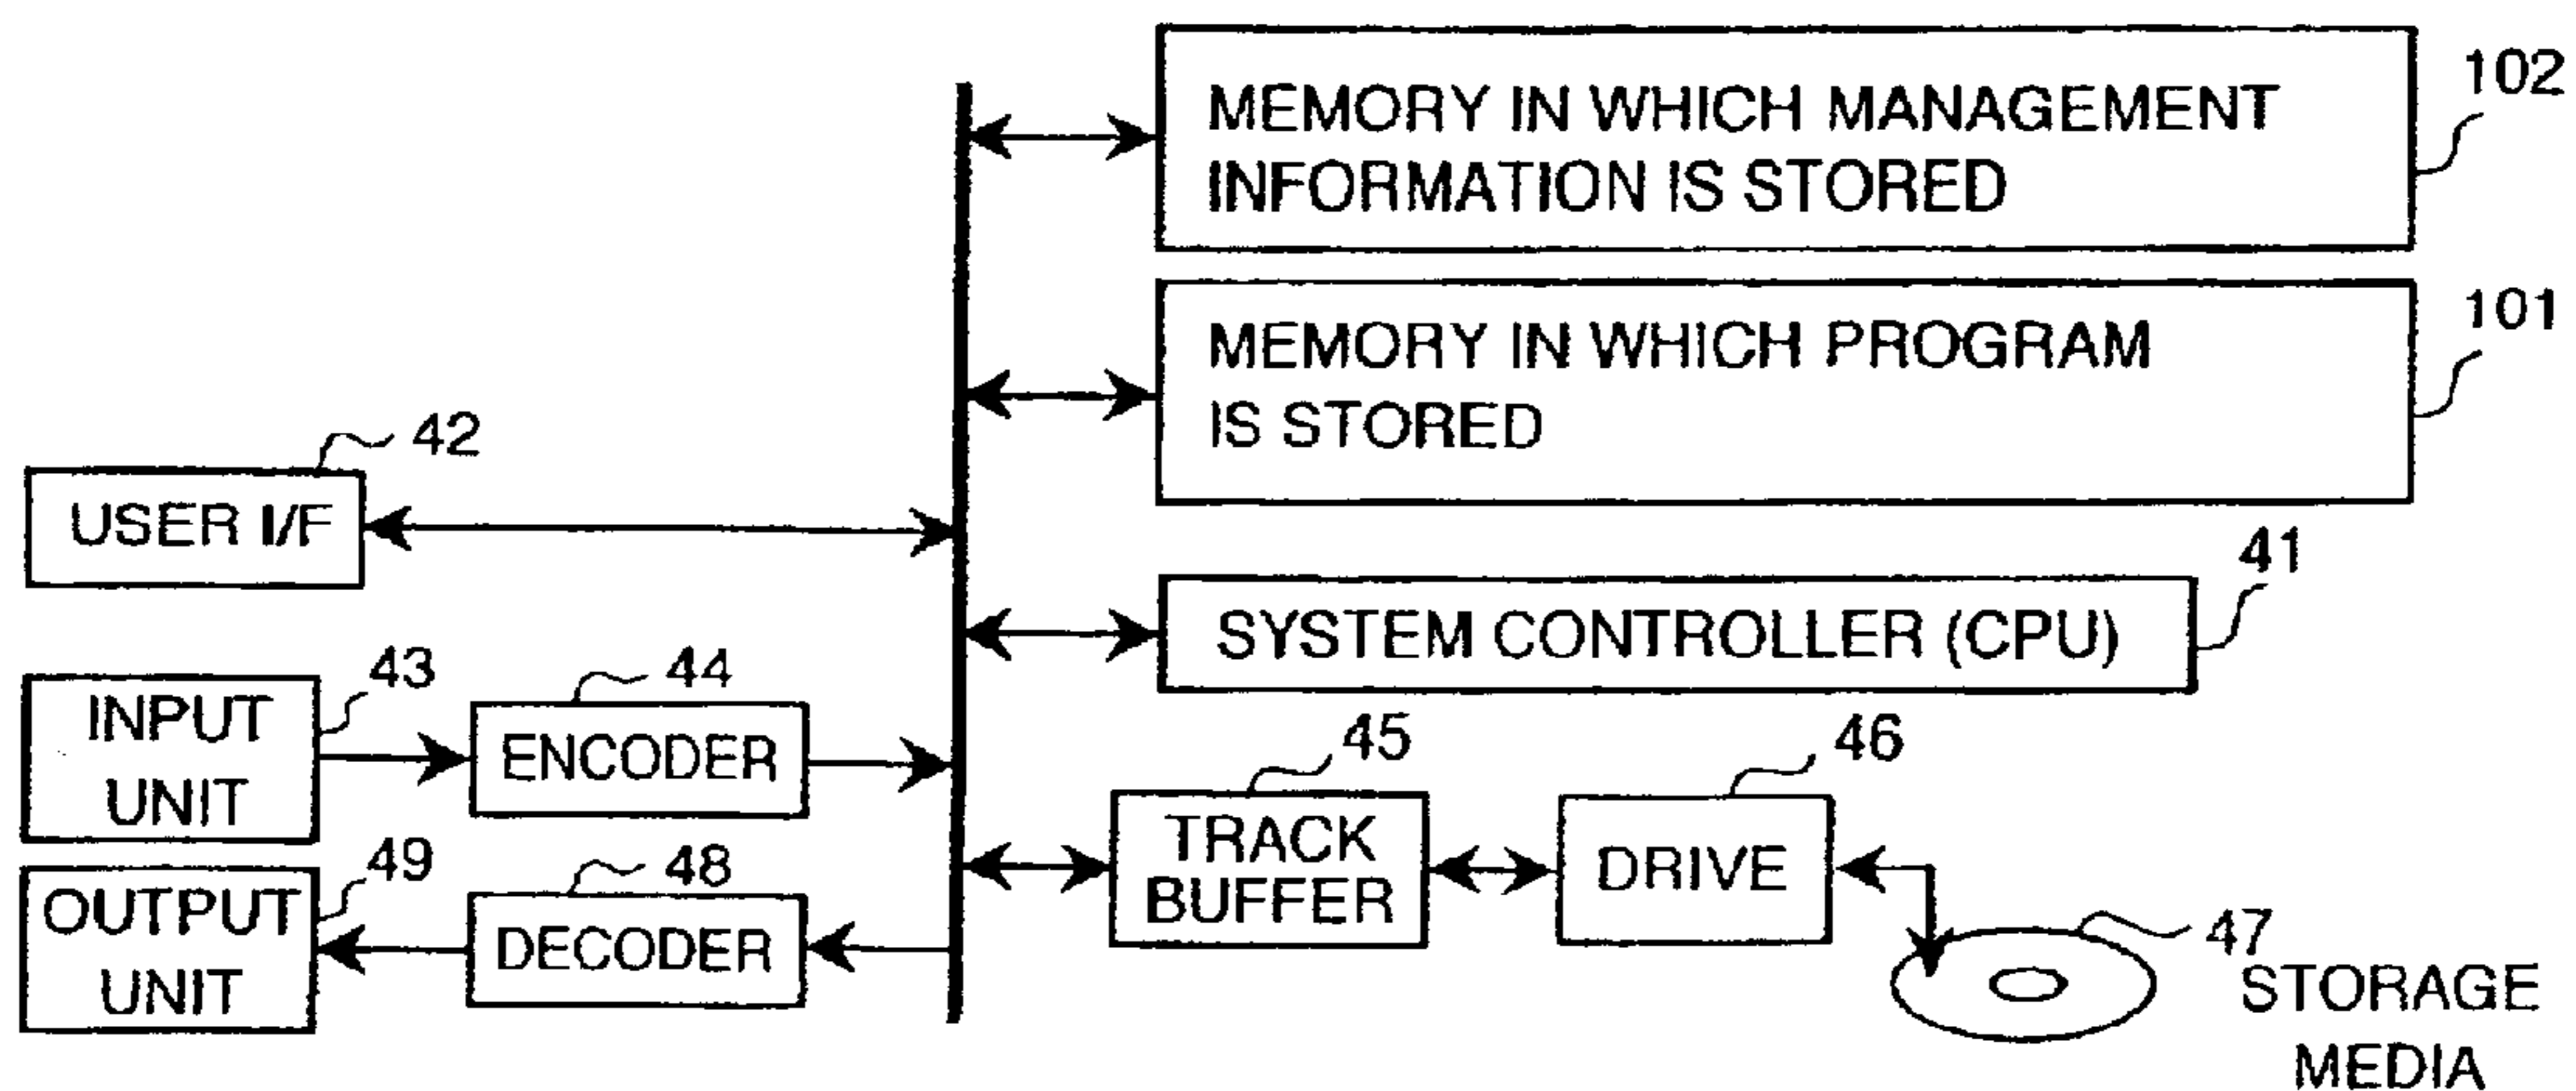 102
MEMORY IN WHICH MANAGEMENT
INFORMATION IS STORED
101
MEMORY IN WHICH PROGRAM
IS STORED
42
USER I/F
41
SYSTEM CONTROLLER (CPU)
43
INPUT
UNIT
44
ENCODER
45
TRACK
BUFFER
46
DRIVE
49
OUTPUT
UNIT
48
DECODER
47
STORAGE
MEDIA